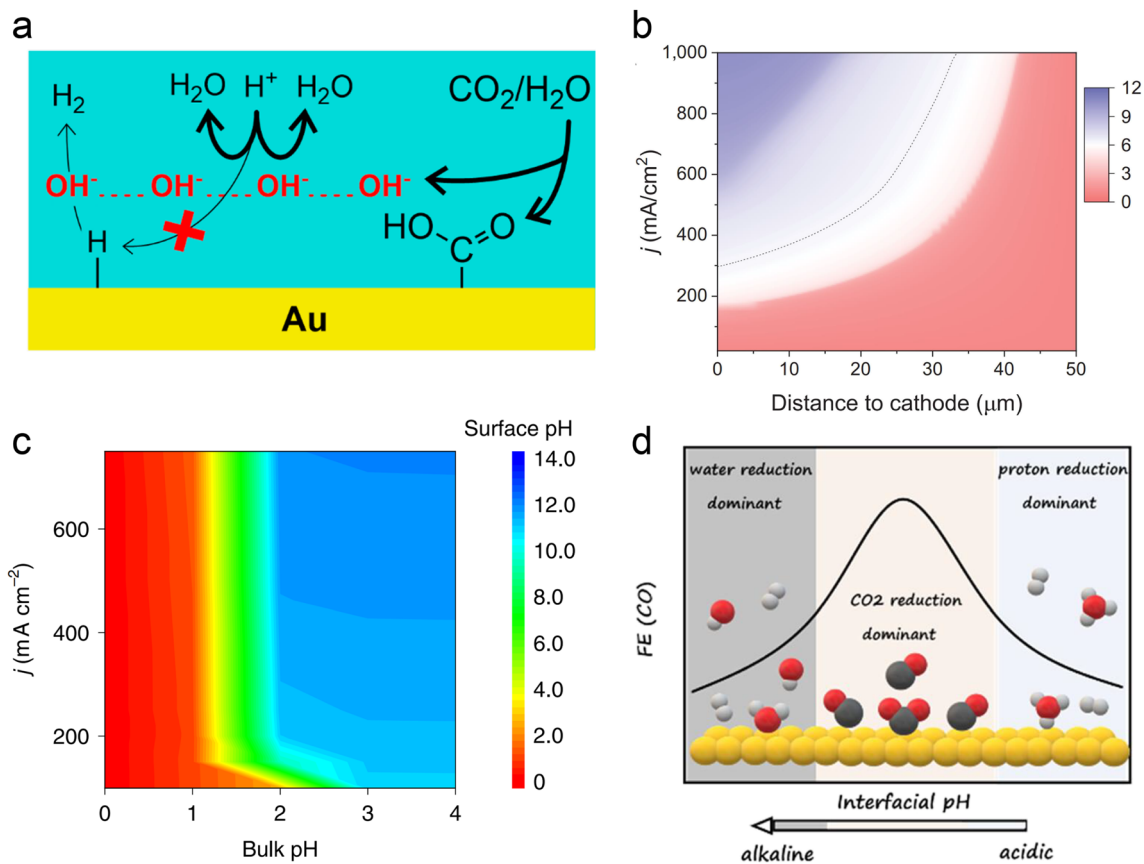 a
H₂
H₂O H⁺ H₂O
CO₂/H₂O
OH⁻ OH⁻ OH⁻ OH⁻
H
HO
C
O
Au
b
1,000
800
600
400
200
j (mA/cm²)
0 10 20 30 40 50
Distance to cathode (μm)
12
9
6
3
0
c
Surface pH
14.0
12.0
10.0
8.0
6.0
4.0
2.0
0
600
400
200
j (mA cm⁻²)
0 1 2 3 4
Bulk pH
d
water reduction
dominant
proton reduction
dominant
CO2 reduction
dominant
FE (CO)
Interfacial pH
alkaline acidic